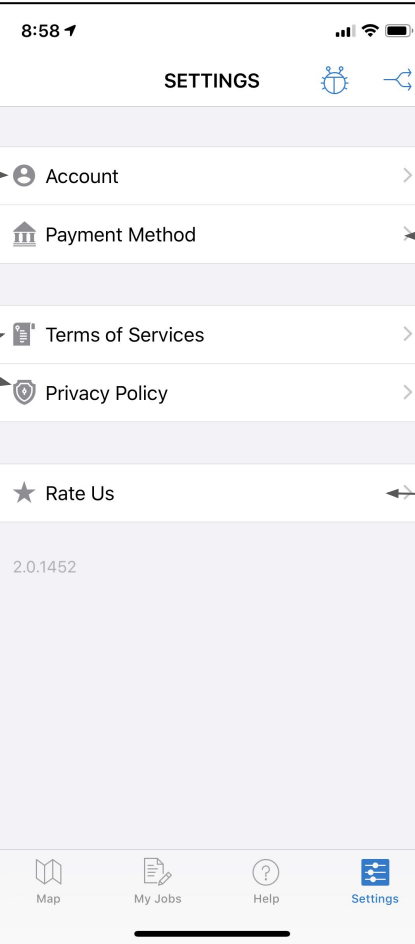 8:58
SETTINGS
Account
Payment Method
Terms of Services
Privacy Policy
Rate Us
2.0.1452
Map
My Jobs
Help
Settings